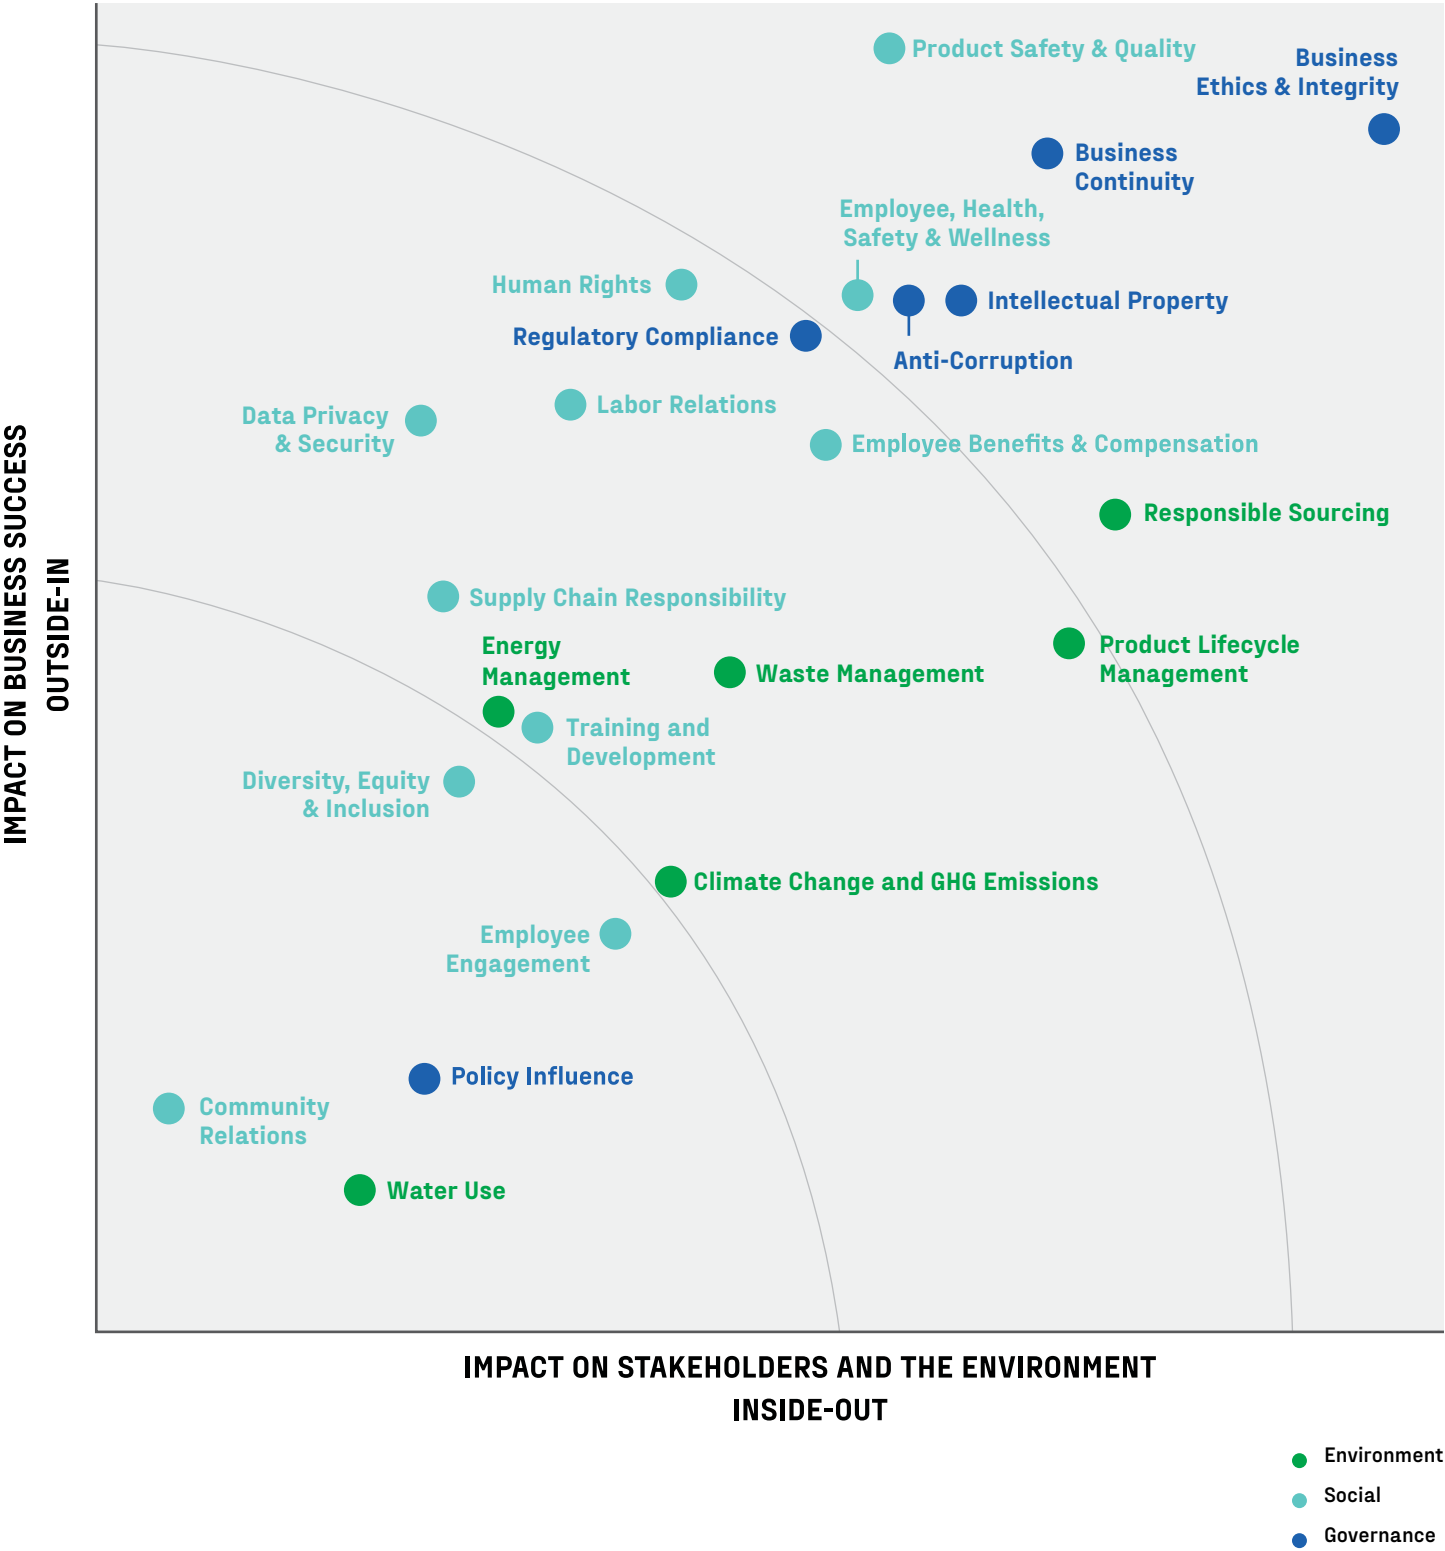 Product Safety & Quality
Business
Ethics & Integrity
Business
Continuity
Employee, Health,
Safety & Wellness
Human Rights
Intellectual Property
Regulatory Compliance
Anti-Corruption
Data Privacy
& Security
Labor Relations
Employee Benefits & Compensation
Responsible Sourcing
Supply Chain Responsibility
Energy
Management
Waste Management
Product Lifecycle
Management
Training and
Development
Diversity, Equity
& Inclusion
Climate Change and GHG Emissions
Employee
Engagement
Policy Influence
Community
Relations
Water Use
IMPACT ON BUSINESS SUCCESS
OUTSIDE-IN
IMPACT ON STAKEHOLDERS AND THE ENVIRONMENT
INSIDE-OUT
Environment
Social
Governance